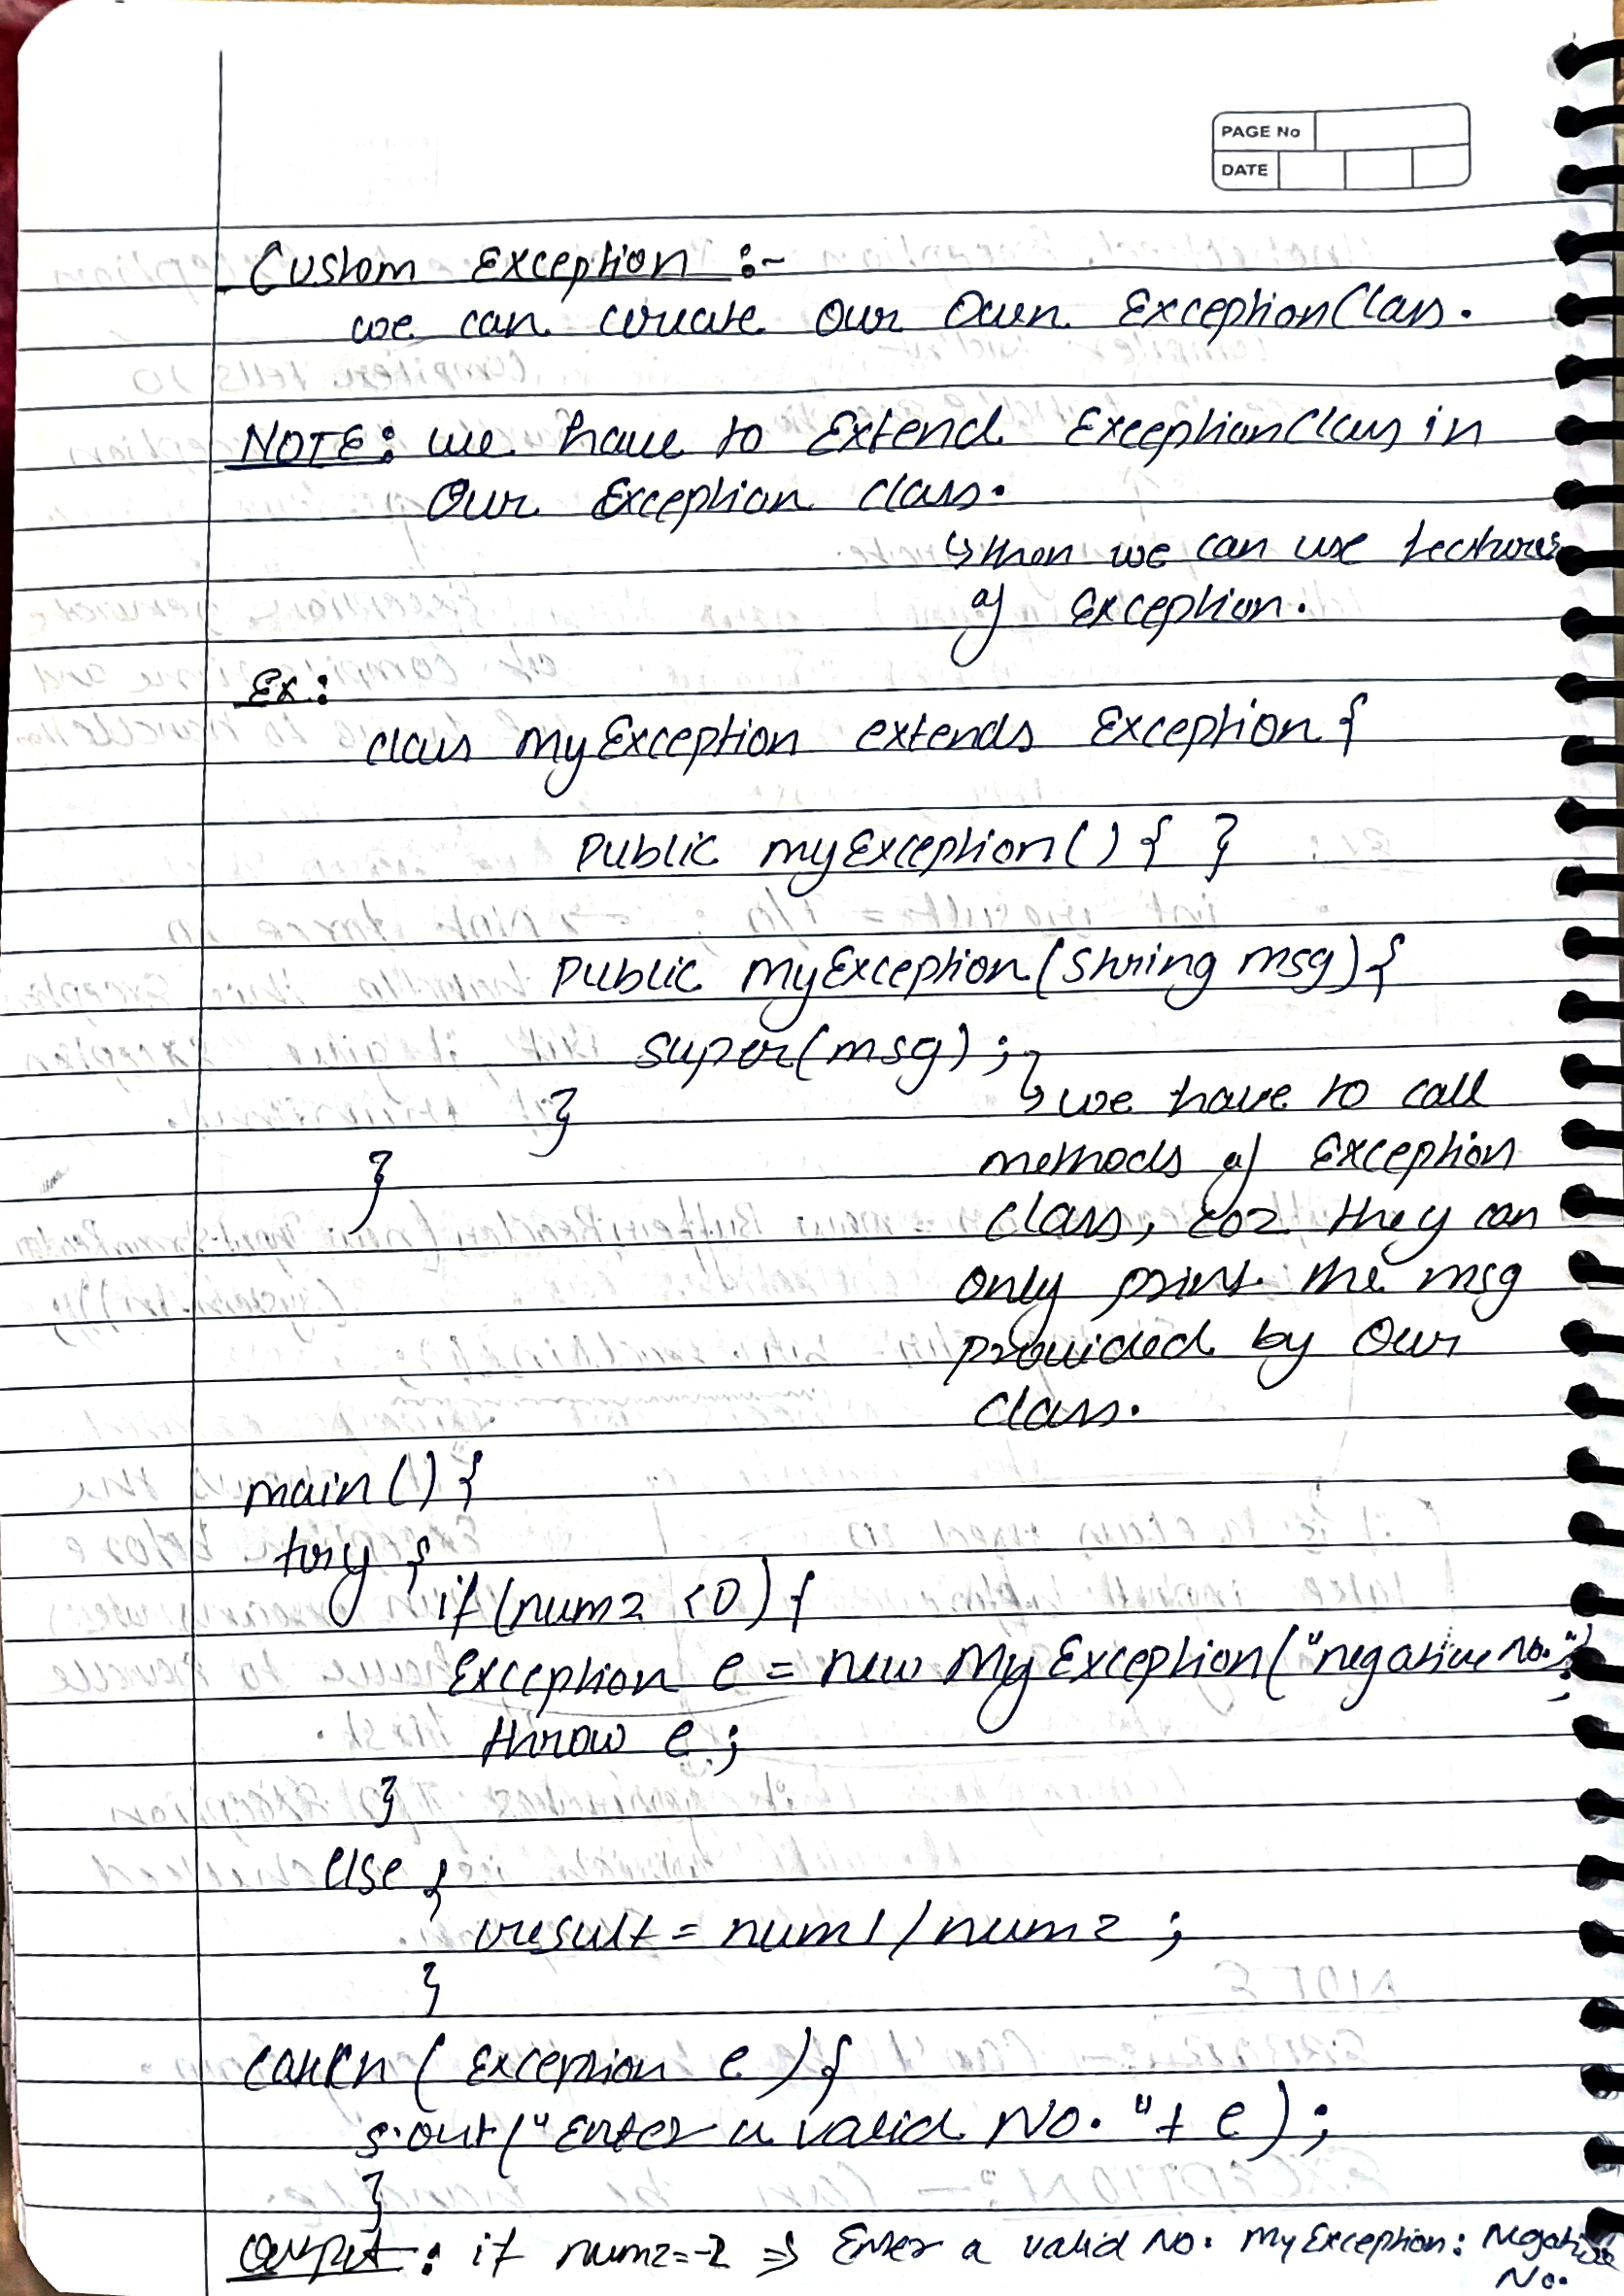 PAGE No
DATE
Custom Exception :-
we can create our Own ExceptionClass.
NOTE: we have to Extend ExceptionClass in
Our Exception class.
↳ then we can use features
of Exception.
Ex:
class MyException extends Exception {
Public myException() { }
Public MyException(String msg) {
super(msg);
↳ we have to call
}
methods of Exception
}
class, coz they can
only print the msg
provided by Our
class.
main() {
try {
if (num2 <0) {
Exception e = new MyException("negative No.");
throw e;
}
else {
result = num1/num2;
}
catch (Exception e) {
s.out("Enter a valid No. "+ e);
}
Output: if num2=-2 => Enter a valid No. MyException: Negative
No.